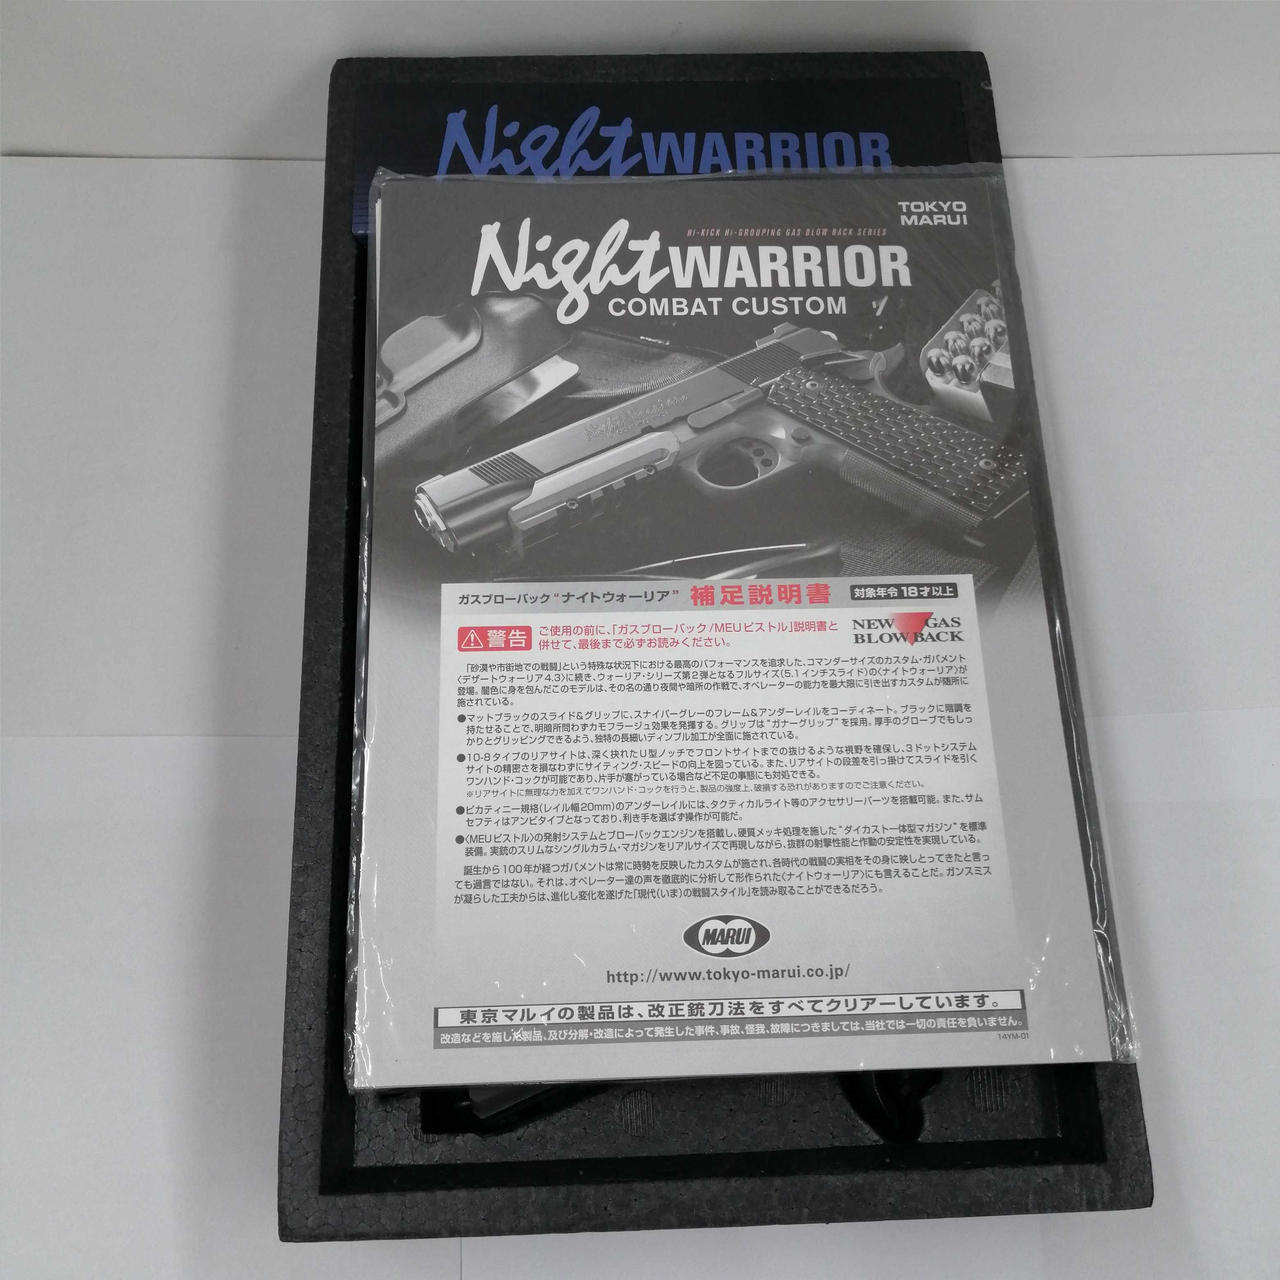 Night WARRIOR
TOKYO
MARUI
Hi-KICK Hi-GROUPING GAS BLOW BACK SERIES
Night WARRIOR
COMBAT CUSTOM
ガスブローバック“ナイトウォーリア” 補足説明書 対象年令18才以上
警告 ご使用の前に、「ガスブローバック/MEUピストル」説明書と
併せて、最後まで必ずお読みください。
NEW GAS
BLOWBACK
「砂漠や市街地での戦闘」という特殊な状況下における最高のパフォーマンスを追求した、コマンダーサイズのカスタム・ガバメント
〈デザートウォーリア4.3〉に続き、ウォーリア・シリーズ第2弾となるフルサイズ(5.1インチスライド)の〈ナイトウォーリア〉が
登場。闇色に身を包んだこのモデルは、その名の通り夜間や暗所の作戦で、オペレーターの能力を最大限に引き出すカスタムが随所に
施されている。
●マットブラックのスライド&グリップに、スナイパーグレーのフレーム&アンダーレイルをコーディネート。ブラックに階調を
持たせることで、明暗所問わずカモフラージュ効果を発揮する。グリップは“ガナーグリップ”を採用。厚手のグローブでもしっ
かりとグリッピングできるよう、独特の長細いディンプル加工が全面に施されている。
●10-8タイプのリアサイトは、深く抉れたU型ノッチでフロントサイトまでの抜けるような視野を確保し、3ドットシステム
サイトの精密さを損なわずにサイティング・スピードの向上を図っている。また、リアサイトの段差を引っ掛けてスライドを引く
ワンハンド・コックが可能であり、片手が塞がっている場合など不足の事態にも対処できる。
※リアサイトに無理な力を加えてワンハンド・コックを行うと、製品の強度上、破損する恐れがありますのでご注意ください。
●ピカティニー規格(レイル幅20mm)のアンダーレイルには、タクティカルライト等のアクセサリーパーツを搭載可能。また、サム
セフティはアンビタイプとなっており、利き手を選ばず操作が可能だ。
●〈MEUピストル〉の発射システムとブローバックエンジンを搭載し、硬質メッキ処理を施した“ダイカスト一体型マガジン”を標準
装備。実銃のスリムなシングルカラム・マガジンをリアルサイズで再現しながら、抜群の射撃性能と作動の安定性を実現している。
誕生から100年が経つガバメントは常に時勢を反映したカスタムが施され、各時代の戦闘の実相をその身に映しとってきたと言っ
ても過言ではない。それは、オペレーター達の声を徹底的に分析して形作られた〈ナイトウォーリア〉にも言えることだ。ガンスミス
が凝らした工夫からは、進化し変化を遂げた「現代(いま)の戦闘スタイル」を読み取ることができるだろう。
MARUI
http://www.tokyo-marui.co.jp/
東京マルイの製品は、改正銃刀法をすべてクリアーしています。
改造などを施した製品、及び分解・改造によって発生した事件、事故、怪我、故障につきましては、当社では一切の責任を負いません。
14YM-01